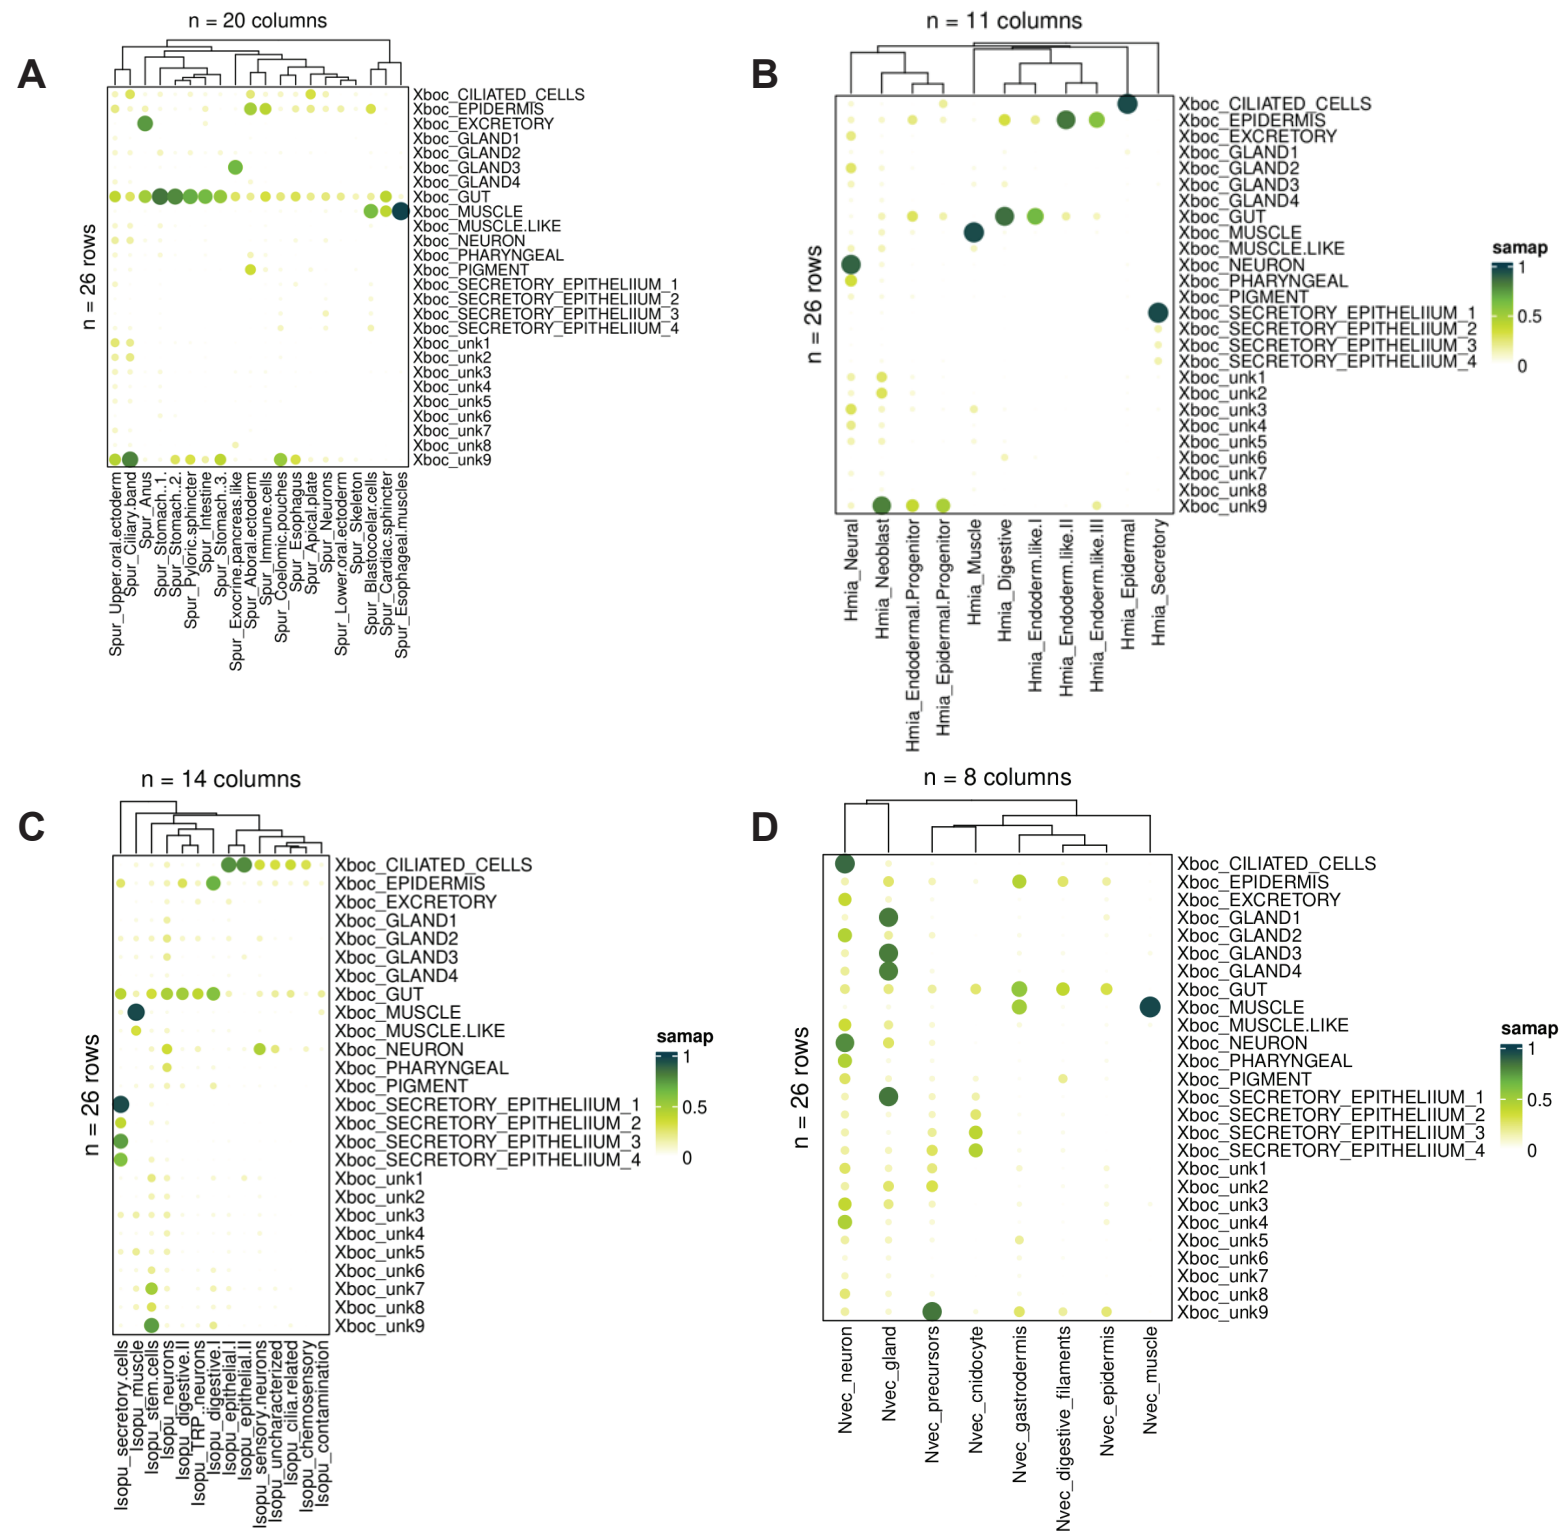 A
n = 20 columns
n = 26 rows
Xboc_CILIATED_CELLS
Xboc_EPIDERMIS
Xboc_EXCRETORY
Xboc_GLAND1
Xboc_GLAND2
Xboc_GLAND3
Xboc_GLAND4
Xboc_GUT
Xboc_MUSCLE
Xboc_MUSCLE.LIKE
Xboc_NEURON
Xboc_PHARYNGEAL
Xboc_PIGMENT
Xboc_SECRETORY_EPITHELIIUM_1
Xboc_SECRETORY_EPITHELIIUM_2
Xboc_SECRETORY_EPITHELIIUM_3
Xboc_SECRETORY_EPITHELIIUM_4
Xboc_unk1
Xboc_unk2
Xboc_unk3
Xboc_unk4
Xboc_unk5
Xboc_unk6
Xboc_unk7
Xboc_unk8
Xboc_unk9
Spur_Upper.oral.ectoderm
Spur_Ciliary.band
Spur_Anus
Spur_Stomach..1.
Spur_Stomach..2.
Spur_Pyloric.sphincter
Spur_Intestine
Spur_Stomach..3.
Spur_Exocrine.pancreas.like
Spur_Aboral.ectoderm
Spur_Immune.cells
Spur_Coelomic.pouches
Spur_Esophagus
Spur_Apical.plate
Spur_Neurons
Spur_Lower.oral.ectoderm
Spur_Skeleton
Spur_Blastocoelar.cells
Spur_Cardiac.sphincter
Spur_Esophageal.muscles
B
n = 11 columns
n = 26 rows
Xboc_CILIATED_CELLS
Xboc_EPIDERMIS
Xboc_EXCRETORY
Xboc_GLAND1
Xboc_GLAND2
Xboc_GLAND3
Xboc_GLAND4
Xboc_GUT
Xboc_MUSCLE
Xboc_MUSCLE.LIKE
Xboc_NEURON
Xboc_PHARYNGEAL
Xboc_PIGMENT
Xboc_SECRETORY_EPITHELIIUM_1
Xboc_SECRETORY_EPITHELIIUM_2
Xboc_SECRETORY_EPITHELIIUM_3
Xboc_SECRETORY_EPITHELIIUM_4
Xboc_unk1
Xboc_unk2
Xboc_unk3
Xboc_unk4
Xboc_unk5
Xboc_unk6
Xboc_unk7
Xboc_unk8
Xboc_unk9
Hmia_Neural
Hmia_Neoblast
Hmia_Endodermal.Progenitor
Hmia_Epidermal.Progenitor
Hmia_Muscle
Hmia_Digestive
Hmia_Endoderm.like.I
Hmia_Endoderm.like.II
Hmia_Endoerm.like.III
Hmia_Epidermal
Hmia_Secretory
samap
1
0.5
0
C
n = 14 columns
n = 26 rows
Xboc_CILIATED_CELLS
Xboc_EPIDERMIS
Xboc_EXCRETORY
Xboc_GLAND1
Xboc_GLAND2
Xboc_GLAND3
Xboc_GLAND4
Xboc_GUT
Xboc_MUSCLE
Xboc_MUSCLE.LIKE
Xboc_NEURON
Xboc_PHARYNGEAL
Xboc_PIGMENT
Xboc_SECRETORY_EPITHELIIUM_1
Xboc_SECRETORY_EPITHELIIUM_2
Xboc_SECRETORY_EPITHELIIUM_3
Xboc_SECRETORY_EPITHELIIUM_4
Xboc_unk1
Xboc_unk2
Xboc_unk3
Xboc_unk4
Xboc_unk5
Xboc_unk6
Xboc_unk7
Xboc_unk8
Xboc_unk9
Isopu_secretory.cells
Isopu_muscle
Isopu_stem.cells
Isopu_neurons
Isopu_digestive.II
Isopu_TRP..neurons
Isopu_digestive.I
Isopu_epithelial.I
Isopu_epithelial.II
Isopu_sensory.neurons
Isopu_uncharacterized
Isopu_cilia.related
Isopu_chemosensory
Isopu_contamination
samap
1
0.5
0
D
n = 8 columns
n = 26 rows
Xboc_CILIATED_CELLS
Xboc_EPIDERMIS
Xboc_EXCRETORY
Xboc_GLAND1
Xboc_GLAND2
Xboc_GLAND3
Xboc_GLAND4
Xboc_GUT
Xboc_MUSCLE
Xboc_MUSCLE.LIKE
Xboc_NEURON
Xboc_PHARYNGEAL
Xboc_PIGMENT
Xboc_SECRETORY_EPITHELIIUM_1
Xboc_SECRETORY_EPITHELIIUM_2
Xboc_SECRETORY_EPITHELIIUM_3
Xboc_SECRETORY_EPITHELIIUM_4
Xboc_unk1
Xboc_unk2
Xboc_unk3
Xboc_unk4
Xboc_unk5
Xboc_unk6
Xboc_unk7
Xboc_unk8
Xboc_unk9
Nvec_neuron
Nvec_gland
Nvec_precursors
Nvec_cnidocyte
Nvec_gastrodermis
Nvec_digestive_filaments
Nvec_epidermis
Nvec_muscle
samap
1
0.5
0